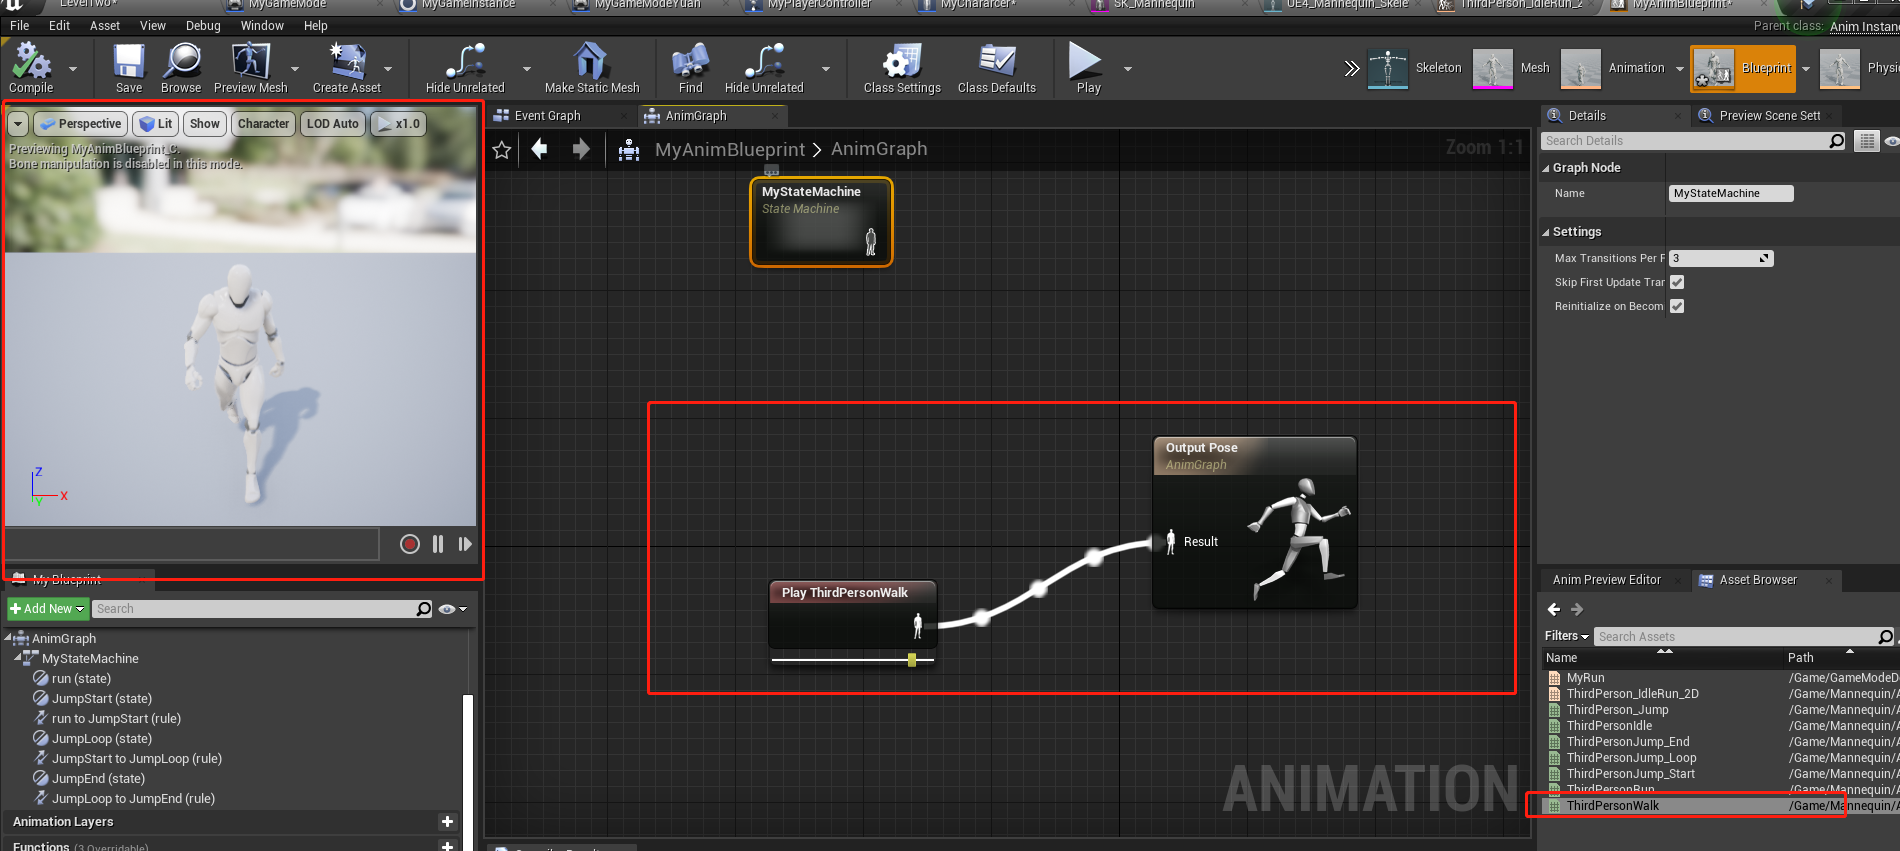 LevelTwo*
MyGameMode
MyGameInstance
MyGameModeYuan
MyPlayerController
MyChararcer*
SK_Mannequin
UE4_Mannequin_Skele
ThirdPerson_IdleRun_2
MyAnimBlueprint*
File Edit Asset View Debug Window Help
Parent class: Anim Instanc
Compile
Save
Browse
Preview Mesh
Create Asset
Hide Unrelated
Make Static Mesh
Find
Hide Unrelated
Class Settings
Class Defaults
Play
Skeleton
Mesh
Animation
Blueprint
Physi
Perspective
Lit
Show
Character
LOD Auto
x1.0
Previewing MyAnimBlueprint_C.
Bone manipulation is disabled in this mode.
Z
X
Y
Event Graph
AnimGraph
MyAnimBlueprint > AnimGraph
Zoom 1:1
MyStateMachine
State Machine
Output Pose
AnimGraph
Result
Play ThirdPersonWalk
ANIMATION
My Blueprint
Add New
Search
AnimGraph
MyStateMachine
run (state)
JumpStart (state)
run to JumpStart (rule)
JumpLoop (state)
JumpStart to JumpLoop (rule)
JumpEnd (state)
JumpLoop to JumpEnd (rule)
Animation Layers
Functions (3 Overridable)
Details
Preview Scene Sett
Search Details
Graph Node
Name
MyStateMachine
Settings
Max Transitions Per F
3
Skip First Update Tran
Reinitialize on Becom
Anim Preview Editor
Asset Browser
Filters
Search Assets
Name
Path
MyRun /Game/GameModeD
ThirdPerson_IdleRun_2D /Game/Mannequin/A
ThirdPerson_Jump /Game/Mannequin/A
ThirdPersonIdle /Game/Mannequin/A
ThirdPersonJump_End /Game/Mannequin/A
ThirdPersonJump_Loop /Game/Mannequin/A
ThirdPersonJump_Start /Game/Mannequin/A
ThirdPersonRun /Game/Mannequin/A
ThirdPersonWalk /Game/Mannequin/A